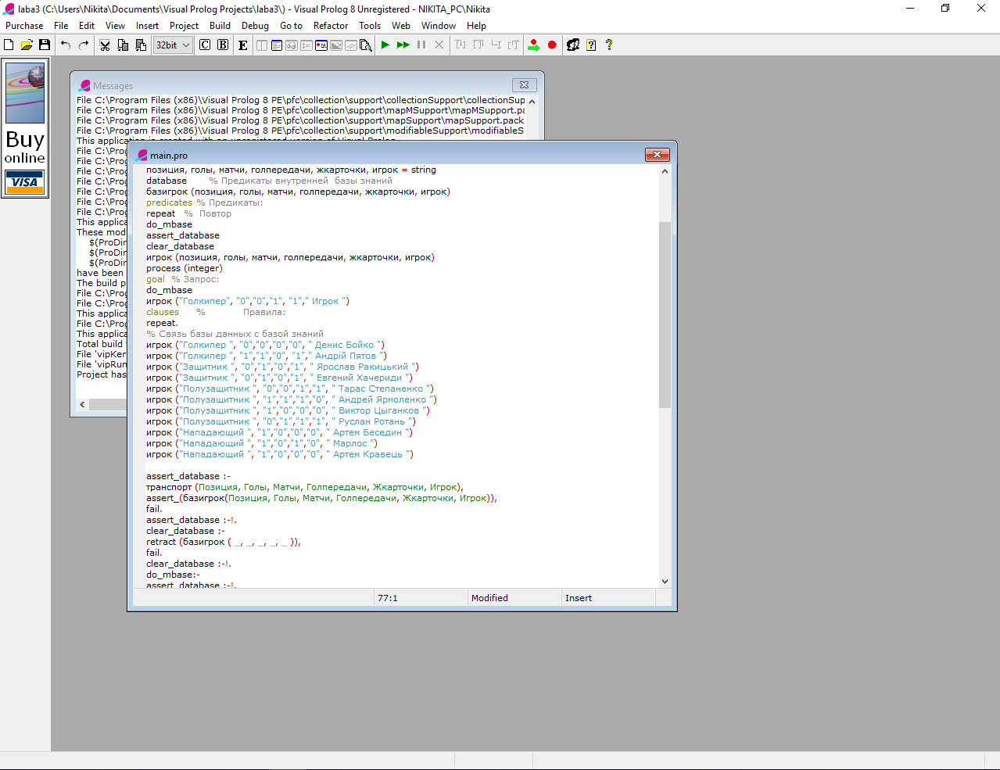 laba3 (C:\Users\Nikita\Documents\Visual Prolog Projects\laba3\) - Visual Prolog 8 Unregistered - NIKITA_PC\Nikita
Purchase File Edit View Insert Project Build Debug Go to Refactor Tools Web Window Help
32bit C B E
Buy
online
VISA
Messages
File C:\Program Files (x86)\Visual Prolog 8 PE\pfc\collection\support\collectionSupport\collectionSup
File C:\Program Files (x86)\Visual Prolog 8 PE\pfc\collection\support\mapMSupport\mapMSupport.pa
File C:\Program Files (x86)\Visual Prolog 8 PE\pfc\collection\support\mapSupport\mapSupport.pack
File C:\Program Files (x86)\Visual Prolog 8 PE\pfc\collection\support\modifiableSupport\modifiableS
This application is created with an unregistered version of Visual Prolog
File C:\Prog
File C:\Prog
File C:\Prog
File C:\Prog
File C:\Prog
File C:\Prog
File C:\Prog
This applica
These mod
$(ProDir
$(ProDir
$(ProDir
have been
The build p
File C:\Prog
File C:\Prog
This applica
File C:\Prog
This applica
Total build
File 'vipKer
File 'vipRun
Project has
main.pro
позиция, голы, матчи, голпередачи, жкарточки, игрок = string
database % Предикаты внутренней базы знаний
базигрок (позиция, голы, матчи, голпередачи, жкарточки, игрок)
predicates % Предикаты:
repeat % Повтор
do_mbase
assert_database
clear_database
игрок (позиция, голы, матчи, голпередачи, жкарточки, игрок)
process (integer)
goal % Запрос:
do_mbase
игрок ("Голкипер", "0","0","1", "1"," Игрок ")
clauses % Правила:
repeat.
% Связь базы данных с базой знаний
игрок ("Голкипер ", "0","0","0","0", " Денис Бойко ")
игрок ("Голкипер ", "1","1","0", "1"," Андрій Пятов ")
игрок ("Защитник ", "0","1","0","1", " Ярослав Ракицький ")
игрок ("Защитник ", "0","1","0","1", " Евгений Хачериди ")
игрок ("Полузащитник ", "0","0","1","1", " Тарас Степаненко ")
игрок ("Полузащитник ", "1","1","1","0", " Андрей Ярмоленко ")
игрок ("Полузащитник ", "1","0","0","0", " Виктор Цыганков ")
игрок ("Полузащитник ", "0","1","1","1", " Руслан Ротань ")
игрок ("Нападающий ", "1","0","0","0", " Артем Беседин ")
игрок ("Нападающий ", "1","0","1","0", " Марлос ")
игрок ("Нападающий ", "1","0","0","0", " Артем Кравець ")
assert_database :-
транспорт (Позиция, Голы, Матчи, Голпередачи, Жкарточки, Игрок),
assert_(базигрок(Позиция, Голы, Матчи, Голпередачи, Жкарточки, Игрок)),
fail.
assert_database :-!.
clear_database :-
retract (базигрок ( _, _, _, _, _ )),
fail.
clear_database :-!.
do_mbase:-
assert_database :-!.
77:1 Modified Insert